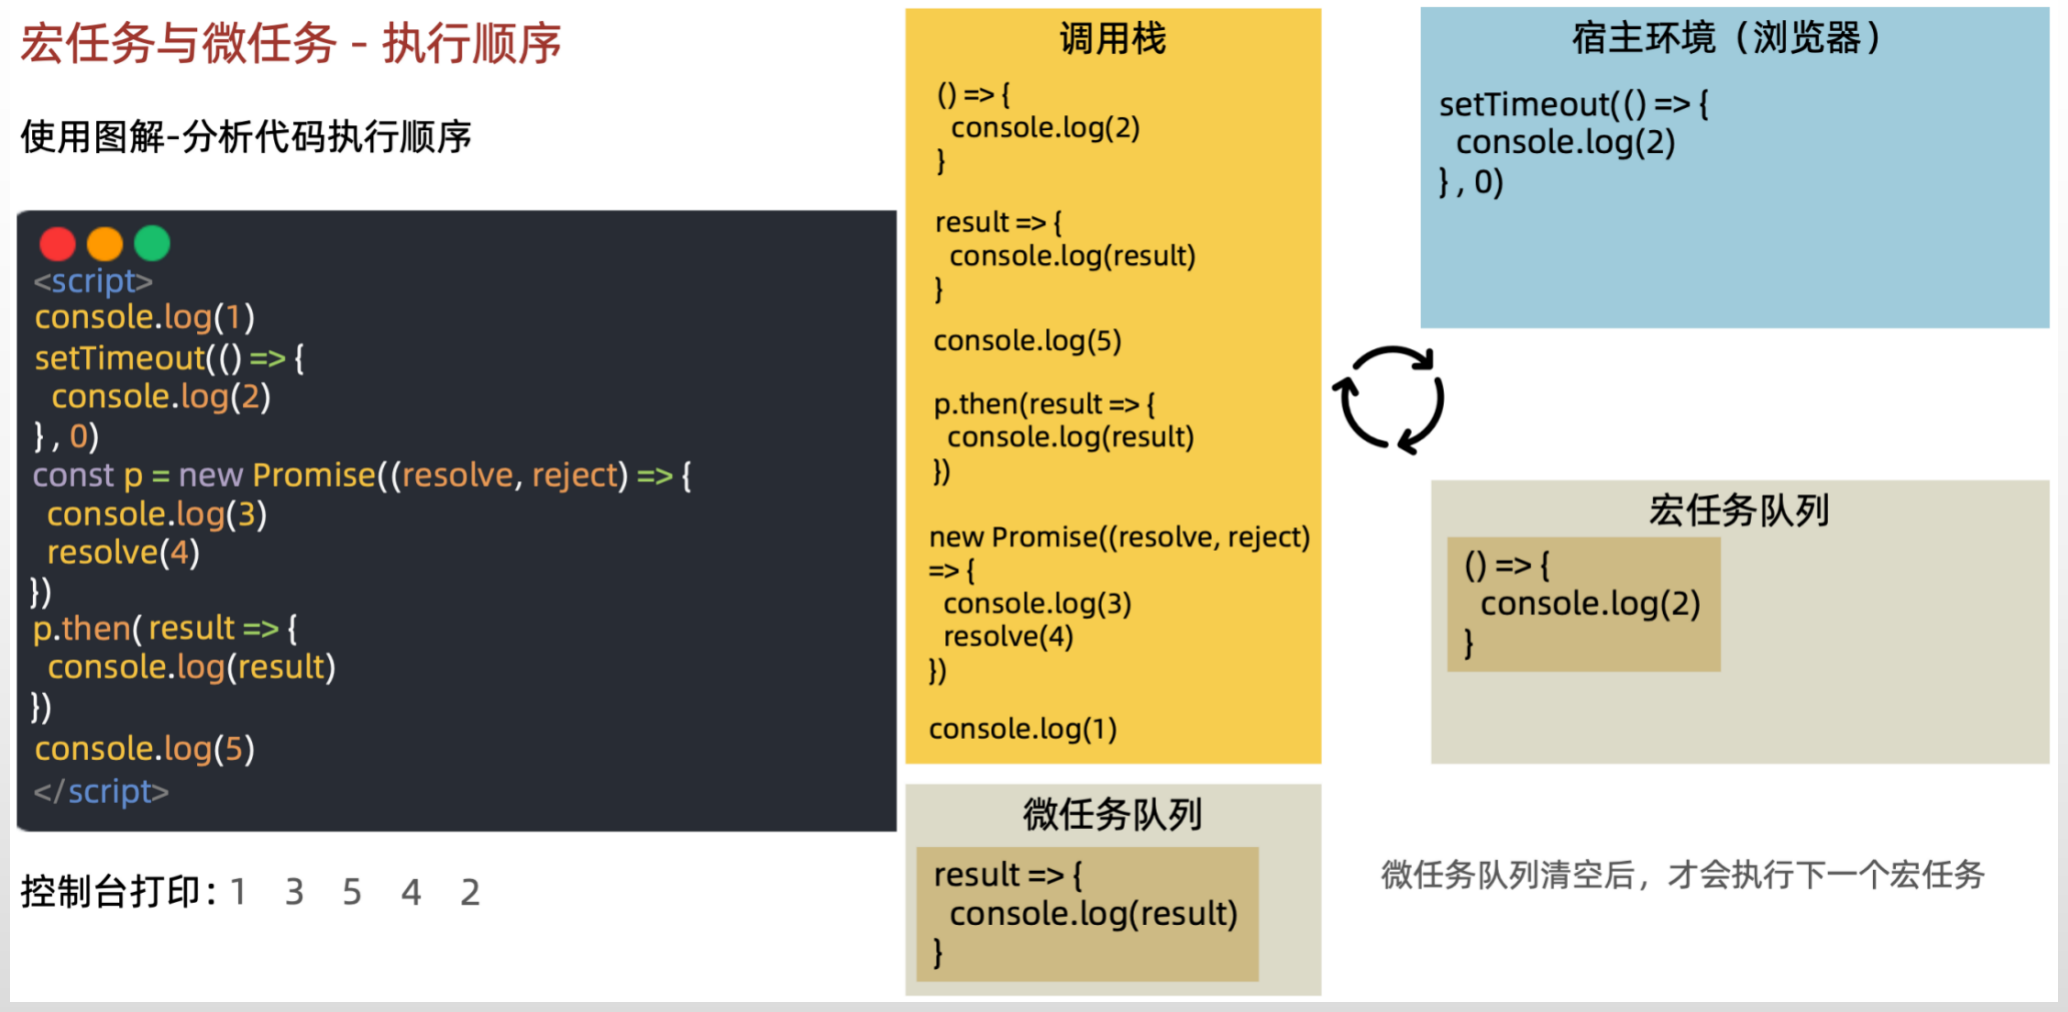 宏任务与微任务 - 执行顺序
使用图解-分析代码执行顺序
<script>
console.log(1)
setTimeout(() => {
  console.log(2)
} , 0)
const p = new Promise((resolve, reject) => {
  console.log(3)
  resolve(4)
})
p.then( result => {
  console.log(result)
})
console.log(5)
</script>
控制台打印：1 3 5 4 2
调用栈
() => {
  console.log(2)
}
result => {
  console.log(result)
}
console.log(5)
p.then(result => {
  console.log(result)
})
new Promise((resolve, reject)
=> {
  console.log(3)
  resolve(4)
})
console.log(1)
微任务队列
result => {
  console.log(result)
}
宿主环境（浏览器）
setTimeout(() => {
  console.log(2)
} , 0)
宏任务队列
() => {
  console.log(2)
}
微任务队列清空后，才会执行下一个宏任务